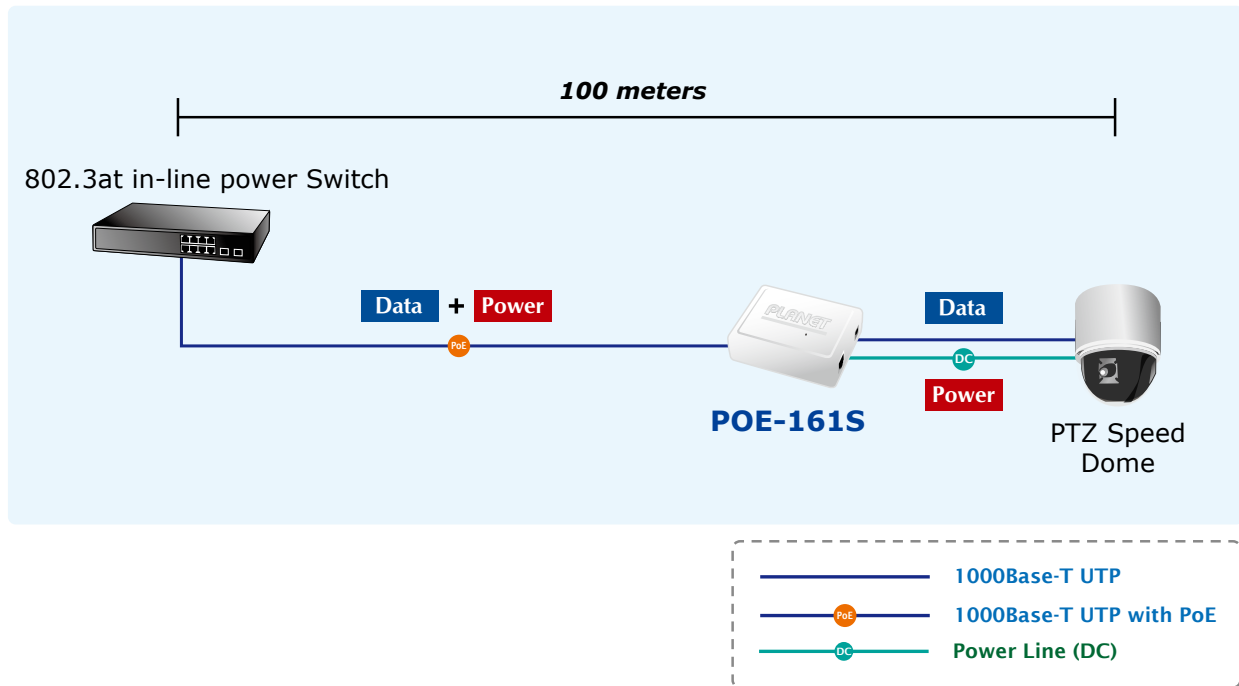 100 meters
802.3at in-line power Switch
Data + Power
PoE
PLANET
Data
DC
Power
POE-161S
PTZ Speed
Dome
1000Base-T UTP
PoE 1000Base-T UTP with PoE
DC Power Line (DC)